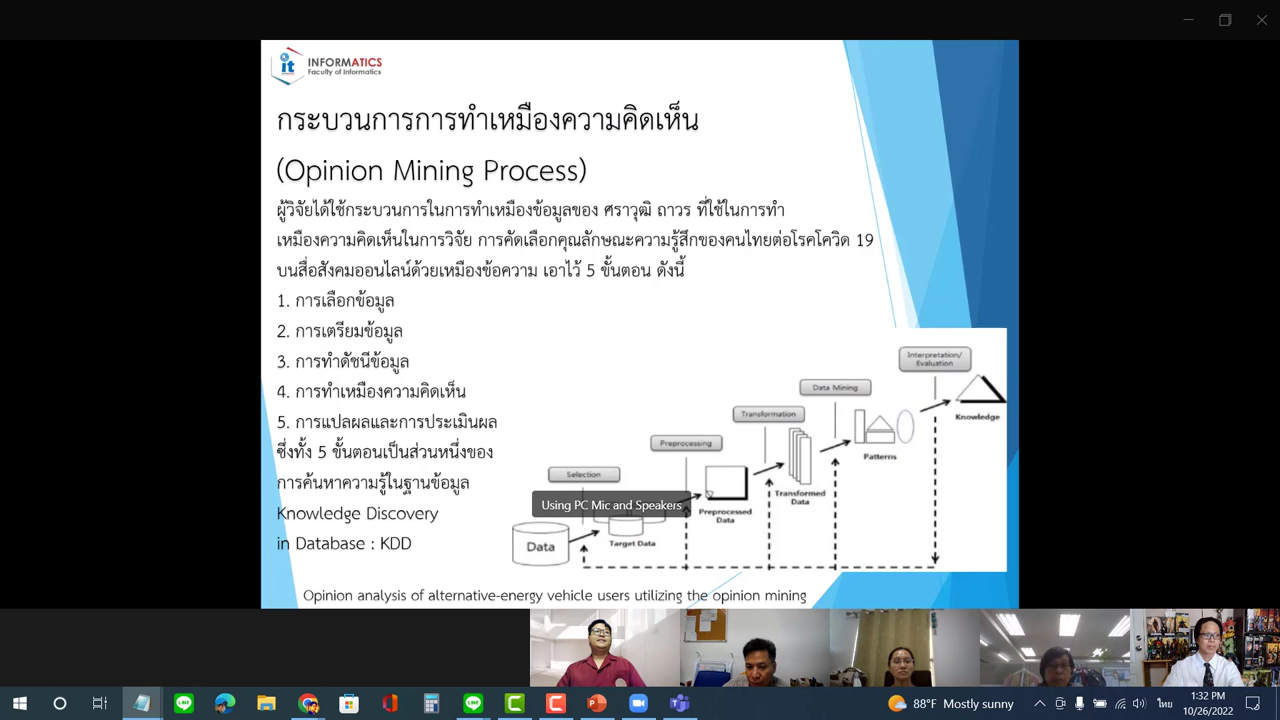 it
INFORMATICS
Faculty of Informatics
กระบวนการการทำเหมืองความคิดเห็น
(Opinion Mining Process)
ผู้วิจัยได้ใช้กระบวนการในการทำเหมืองข้อมูลของ ศราวุฒิ ถาวร ที่ใช้ในการทำ
เหมืองความคิดเห็นในการวิจัย การคัดเลือกคุณลักษณะความรู้สึกของคนไทยต่อโรคโควิด 19
บนสื่อสังคมออนไลน์ด้วยเหมืองข้อความ เอาไว้ 5 ขั้นตอน ดังนี้
1. การเลือกข้อมูล
2. การเตรียมข้อมูล
3. การทำดัชนีข้อมูล
4. การทำเหมืองความคิดเห็น
5. การแปลผลและการประเมินผล
ซึ่งทั้ง 5 ขั้นตอนเป็นส่วนหนึ่งของ
การค้นหาความรู้ในฐานข้อมูล
Knowledge Discovery
in Database : KDD
Interpretation/
Evaluation
Data Mining
Transformation
Preprocessing
Selection
Knowledge
Patterns
Transformed
Data
Preprocessed
Data
Target Data
Data
Using PC Mic and Speakers
Opinion analysis of alternative-energy vehicle users utilizing the opinion mining
88°F Mostly sunny
ไทย
1:32 PM
10/26/2022